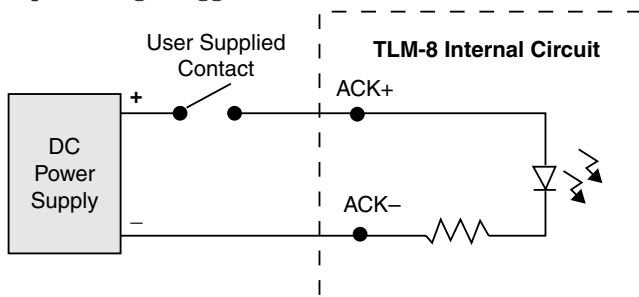 User Supplied
Contact
TLM-8 Internal Circuit
ACK+
+
DC
Power
Supply
ACK–
–